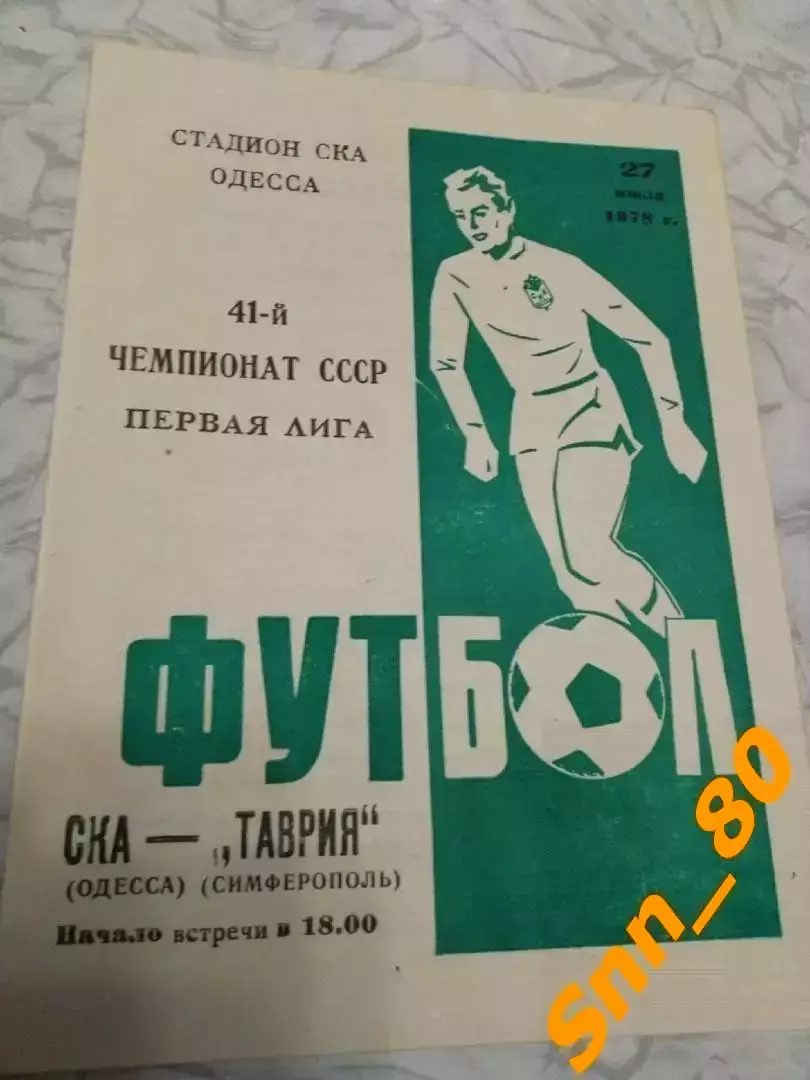 СТАДИОН СКА
ОДЕССА
27
июля
1978 г.
41-й
ЧЕМПИОНАТ СССР
ПЕРВАЯ ЛИГА
ФУТБОЛ
СКА — „ТАВРИЯ"
(ОДЕССА) (СИМФЕРОПОЛЬ)
Начало встречи в 18.00
Snn_80